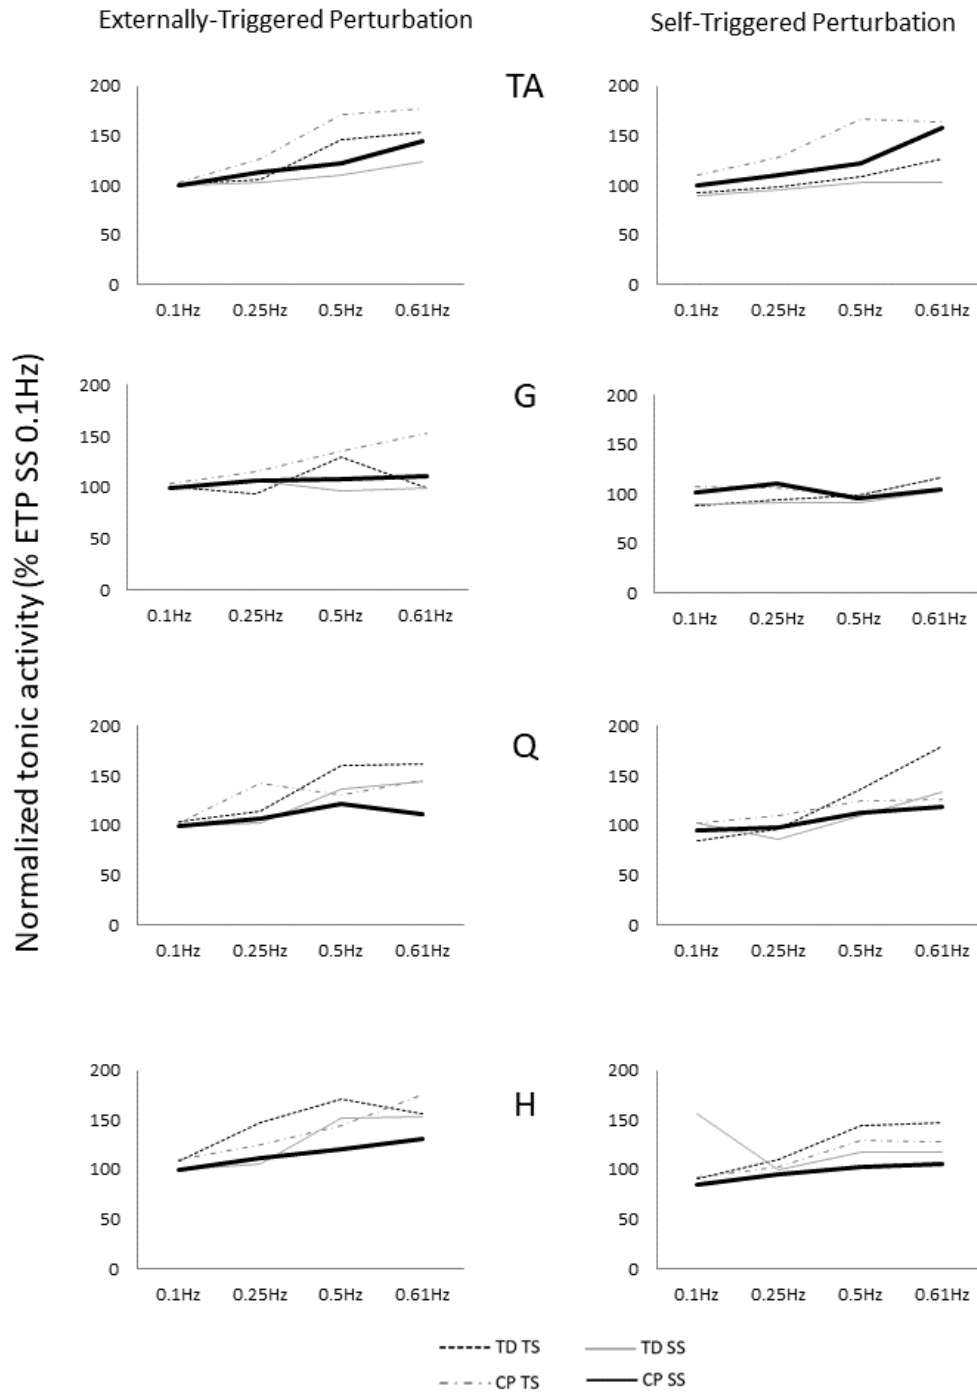 Externally-Triggered Perturbation
Self-Triggered Perturbation
Normalized tonic activity (% ETP SS 0.1Hz)
TA
200
150
100
50
0
0.1Hz 0.25Hz 0.5Hz 0.61Hz
200
150
100
50
0
0.1Hz 0.25Hz 0.5Hz 0.61Hz
G
200
150
100
50
0
0.1Hz 0.25Hz 0.5Hz 0.61Hz
200
150
100
50
0
0.1Hz 0.25Hz 0.5Hz 0.61Hz
Q
200
150
100
50
0
0.1Hz 0.25Hz 0.5Hz 0.61Hz
200
150
100
50
0
0.1Hz 0.25Hz 0.5Hz 0.61Hz
H
200
150
100
50
0
0.1Hz 0.25Hz 0.5Hz 0.61Hz
200
150
100
50
0
0.1Hz 0.25Hz 0.5Hz 0.61Hz
TD TS TD SS
CP TS CP SS